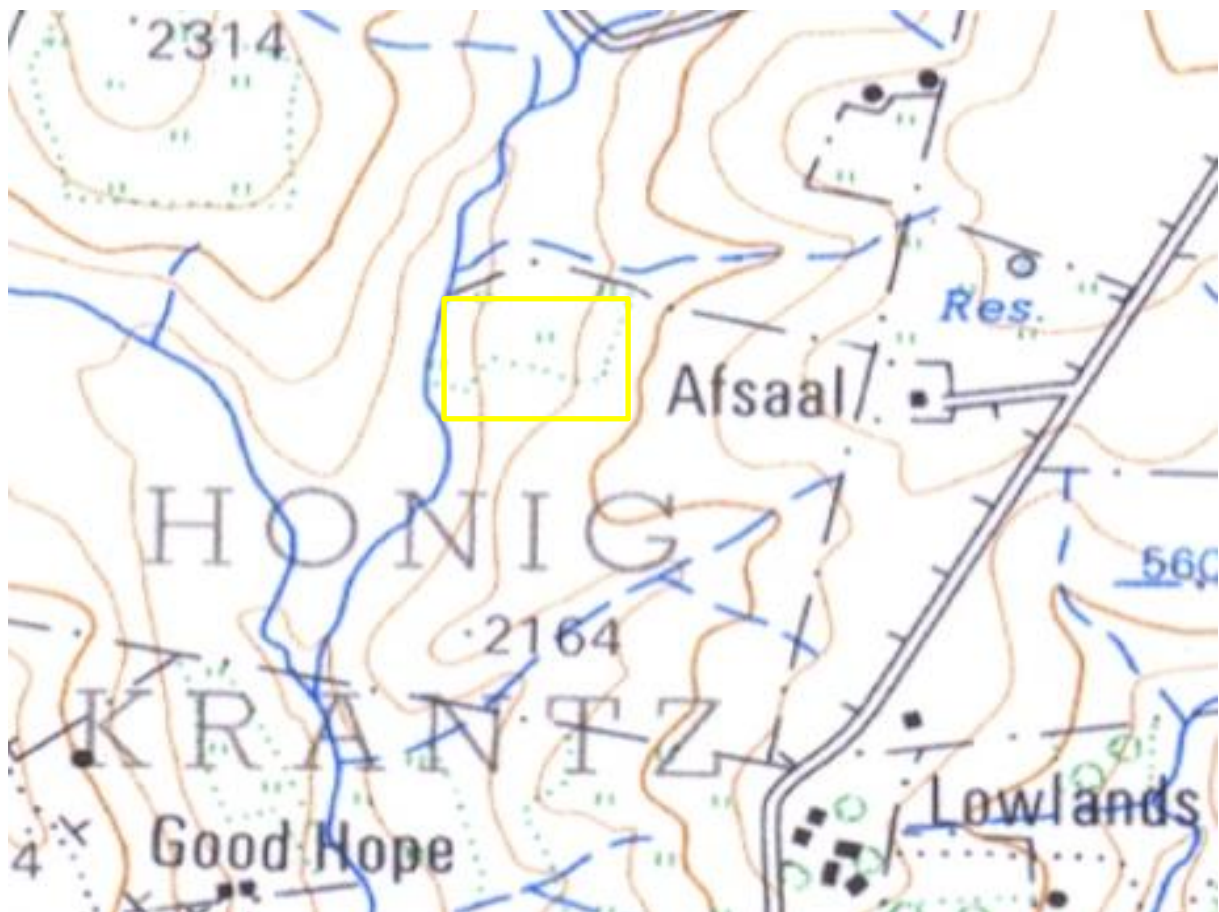 2314
Res.
Afsaal
HONIG
560
2164
KRANTZ
Lowlands
Good Hope
4